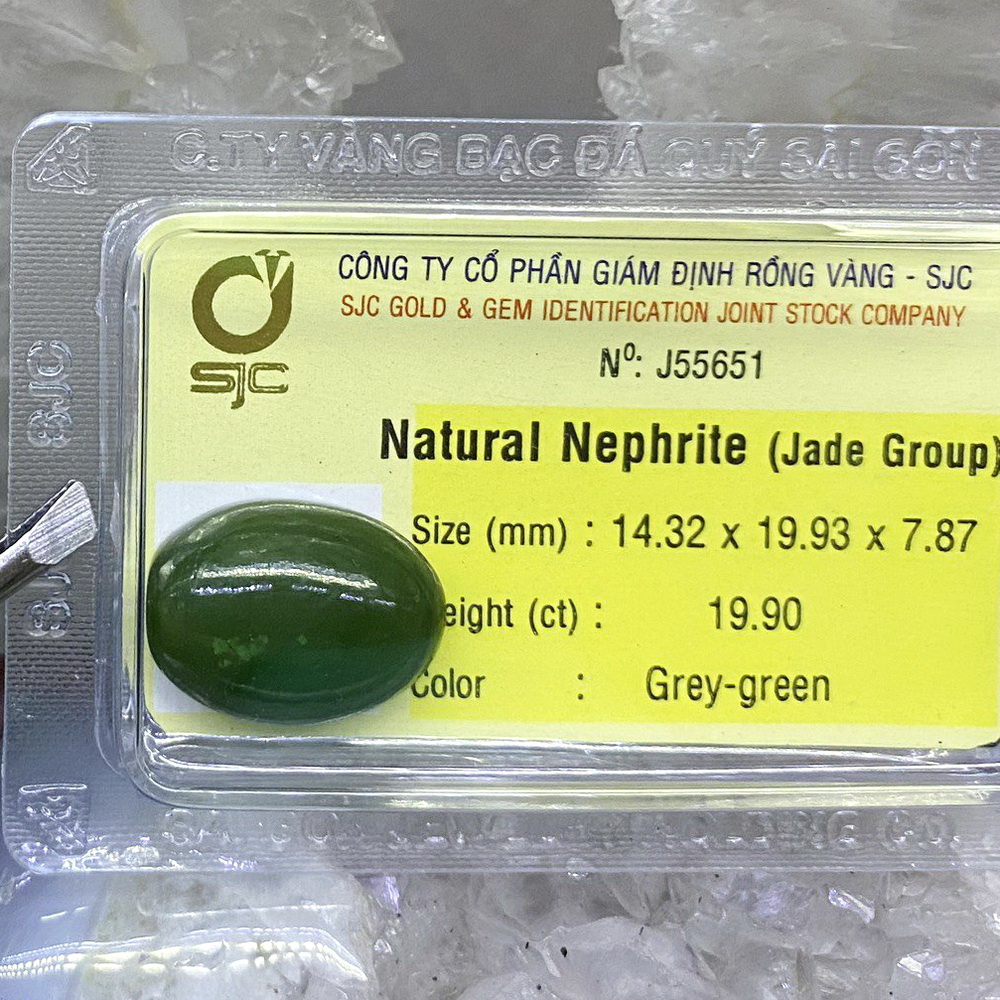 C.TY VÀNG BẠC ĐÁ QUÝ SÀI GÒN
CÔNG TY CỔ PHẦN GIÁM ĐỊNH RỒNG VÀNG - SJC
SJC GOLD & GEM IDENTIFICATION JOINT STOCK COMPANY
SJC
Nº: J55651
Natural Nephrite (Jade Group)
Size (mm) : 14.32 x 19.93 x 7.87
eight (ct) : 19.90
Color : Grey-green
SJC